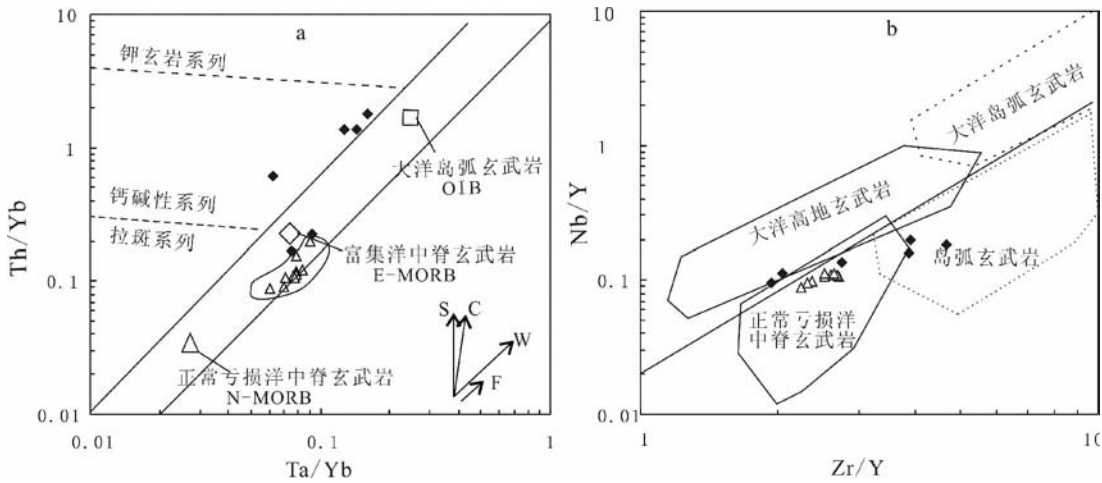 a
10
1
0.1
0.01
Th/Yb
钾玄岩系列
钙碱性系列
拉斑系列
大洋岛弧玄武岩
OIB
富集洋中脊玄武岩
E-MORB
正常亏损洋中脊玄武岩
N-MORB
S
C
W
F
0.01
0.1
1
Ta/Yb
b
10
1
0.1
0.01
Nb/Y
大洋岛弧玄武岩
大洋高地玄武岩
岛弧玄武岩
正常亏损洋
中脊玄武岩
1
2
4
6
10
Zr/Y